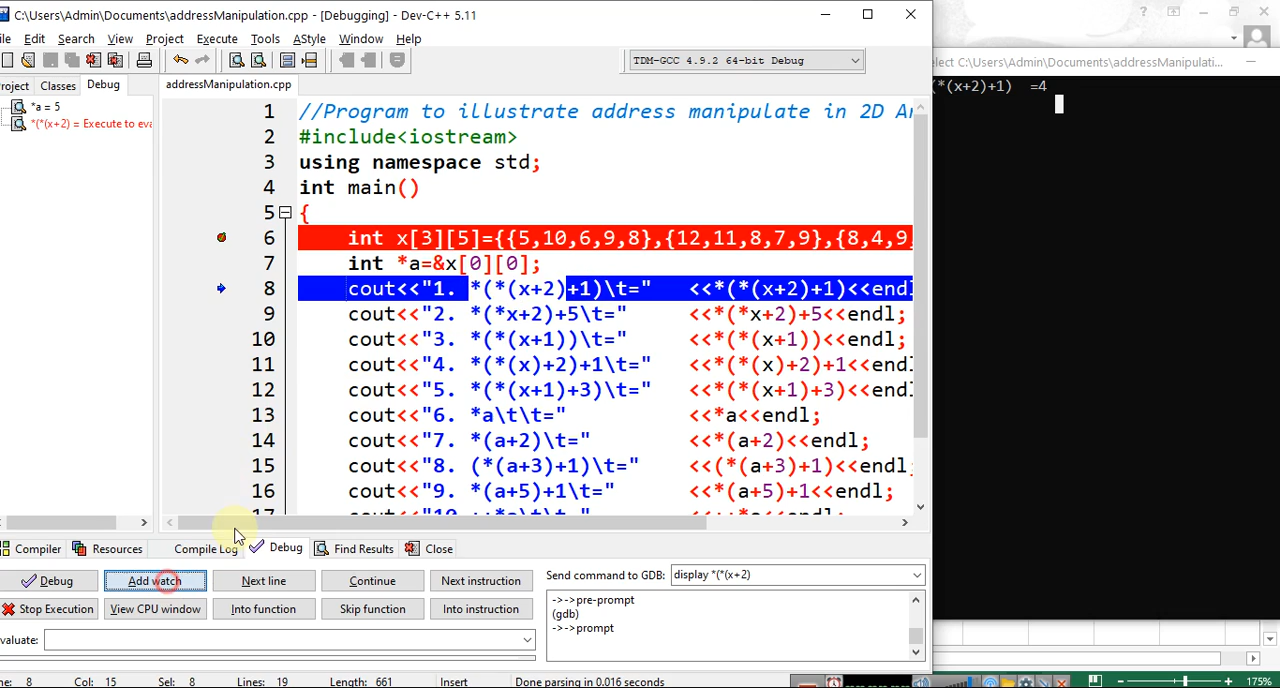 C:\Users\Admin\Documents\addressManipulation.cpp - [Debugging] - Dev-C++ 5.11
ile Edit Search View Project Execute Tools AStyle Window Help
TDM-GCC 4.9.2 64-bit Debug
roject Classes Debug
addressManipulation.cpp
*a = 5
*(*(x+2) = Execute to eva
1 //Program to illustrate address manipulate in 2D Ar
2 #include<iostream>
3 using namespace std;
4 int main()
5 {
6 int x[3][5]={{5,10,6,9,8},{12,11,8,7,9},{8,4,9,
7 int *a=&x[0][0];
8 cout<<"1. *(*(x+2)+1)\t=" <<*(*(x+2)+1)<<endl
9 cout<<"2. *(*x+2)+5\t=" <<*(*x+2)+5<<endl;
10 cout<<"3. *(*(x+1))\t=" <<*(*(x+1))<<endl;
11 cout<<"4. *(*(x)+2)+1\t=" <<*(*(x)+2)+1<<endl
12 cout<<"5. *(*(x+1)+3)\t=" <<*(*(x+1)+3)<<endl
13 cout<<"6. *a\t\t=" <<*a<<endl;
14 cout<<"7. *(a+2)\t=" <<*(a+2)<<endl;
15 cout<<"8. (*(a+3)+1)\t=" <<(*(a+3)+1)<<endl;
16 cout<<"9. *(a+5)+1\t=" <<*(a+5)+1<<endl;
Compiler Resources Compile Log Debug Find Results Close
Debug Add watch Next line Continue Next instruction
Stop Execution View CPU window Into function Skip function Into instruction
valuate:
Send command to GDB: display *(*(x+2)
->->pre-prompt
(gdb)
->->prompt
ne: 8 Col: 15 Sel: 8 Lines: 19 Length: 661 Insert Done parsing in 0.016 seconds
elect C:\Users\Admin\Documents\addressManipulati...
(*(x+2)+1) =4
175%